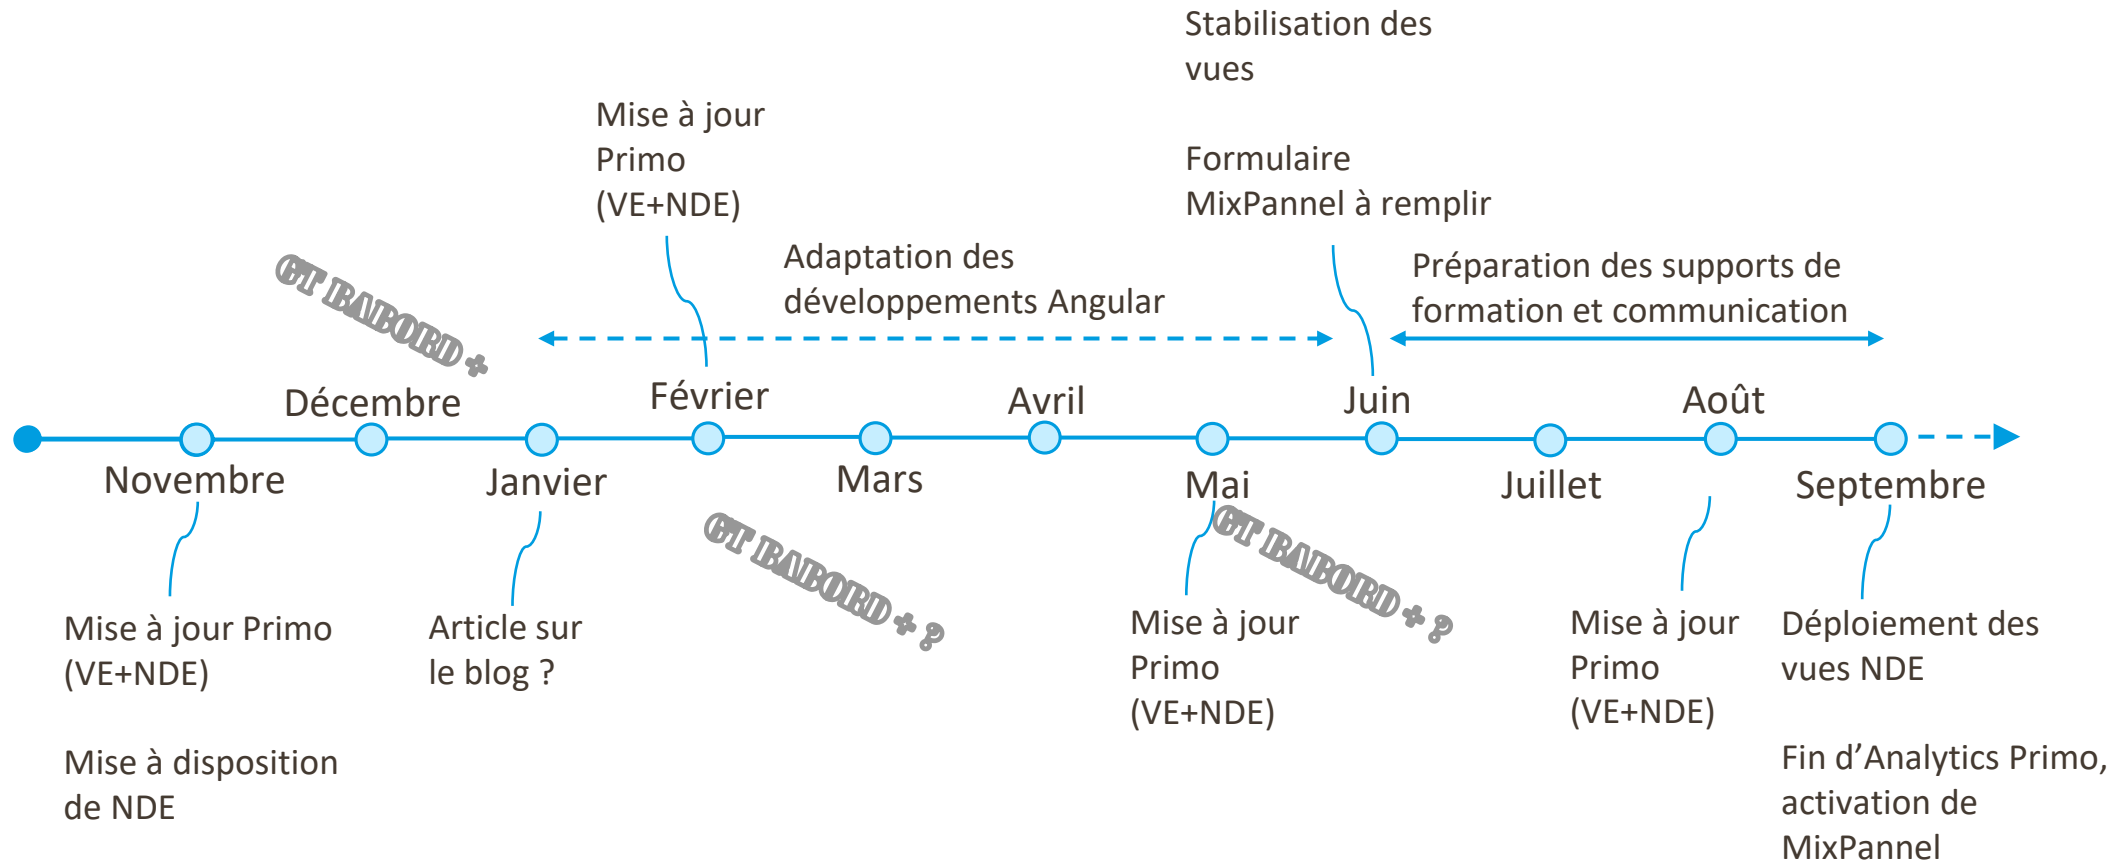 Stabilisation des
vues
Formulaire
MixPannel à remplir
Mise à jour
Primo
(VE+NDE)
Adaptation des
développements Angular
Préparation des supports de
formation et communication
GT BABORD +
Décembre
Février
Avril
Juin
Août
Novembre
Janvier
Mars
Mai
Juillet
Septembre
GT BABORD + ?
GT BABORD + ?
Mise à jour Primo
(VE+NDE)
Mise à disposition
de NDE
Article sur
le blog ?
Mise à jour
Primo
(VE+NDE)
Mise à jour
Primo
(VE+NDE)
Déploiement des
vues NDE
Fin d’Analytics Primo,
activation de
MixPannel